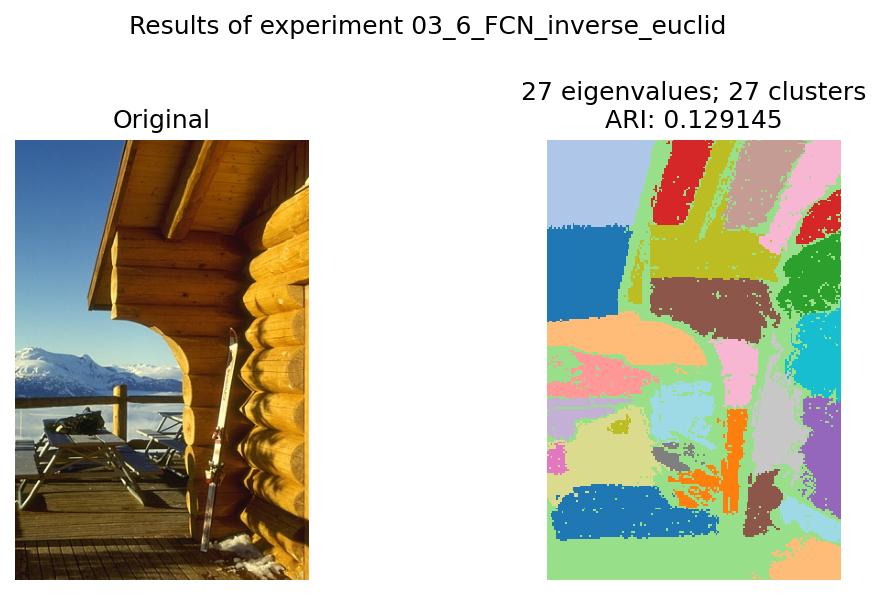 Results of experiment 03_6_FCN_inverse_euclid
Original
27 eigenvalues; 27 clusters
ARI: 0.129145